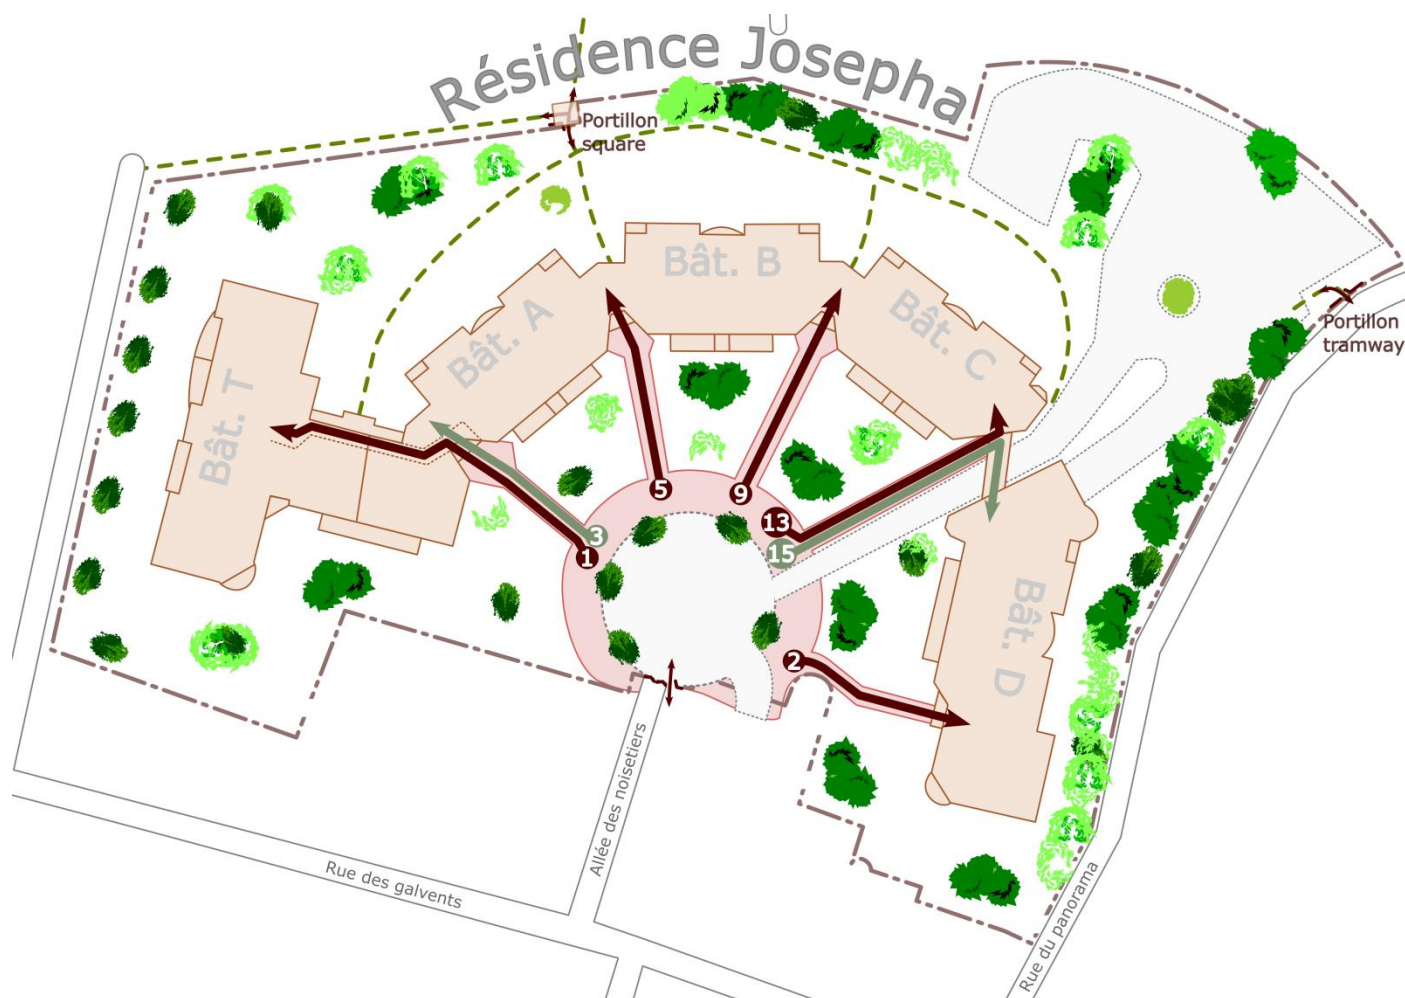 Résidence Josepha
Portillon
square
Bât. B
Bât. A
Bât. C
Portillon
tramway
Bât. T
5
9
13
3
15
1
Bât. D
2
Allée des noisetiers
Rue des galvents
Rue du panorama